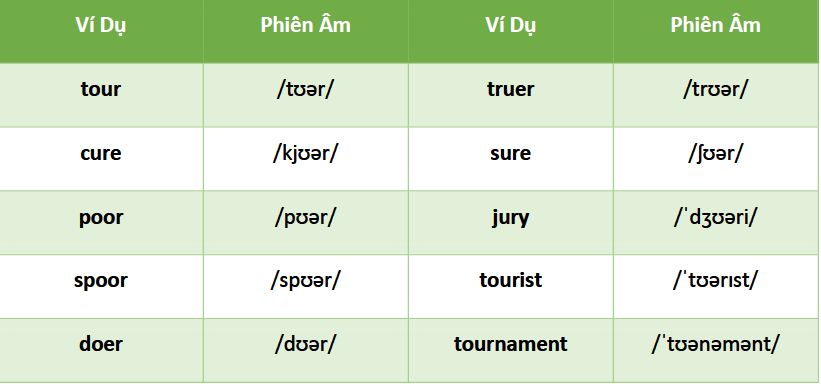 Ví Dụ Phiên Âm Ví Dụ Phiên Âm
tour /tʊər/ truer /trʊər/
cure /kjʊər/ sure /ʃʊər/
poor /pʊər/ jury /ˈdʒʊəri/
spoor /spʊər/ tourist /ˈtʊərɪst/
doer /dʊər/ tournament /ˈtʊənəmənt/